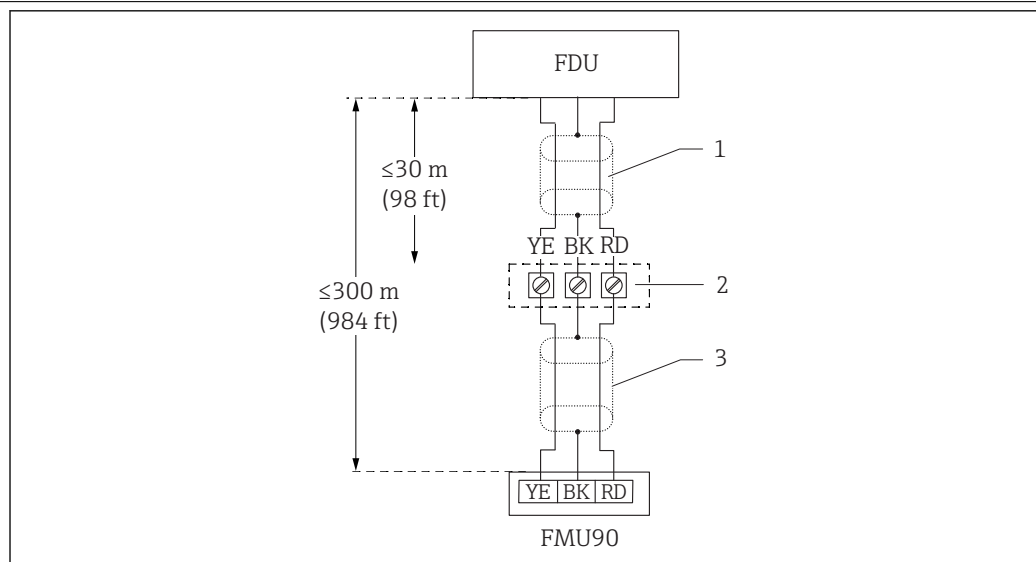 FDU
1
≤30 m
(98 ft)
YE BK RD
2
≤300 m
(984 ft)
3
YE BK RD
FMU90